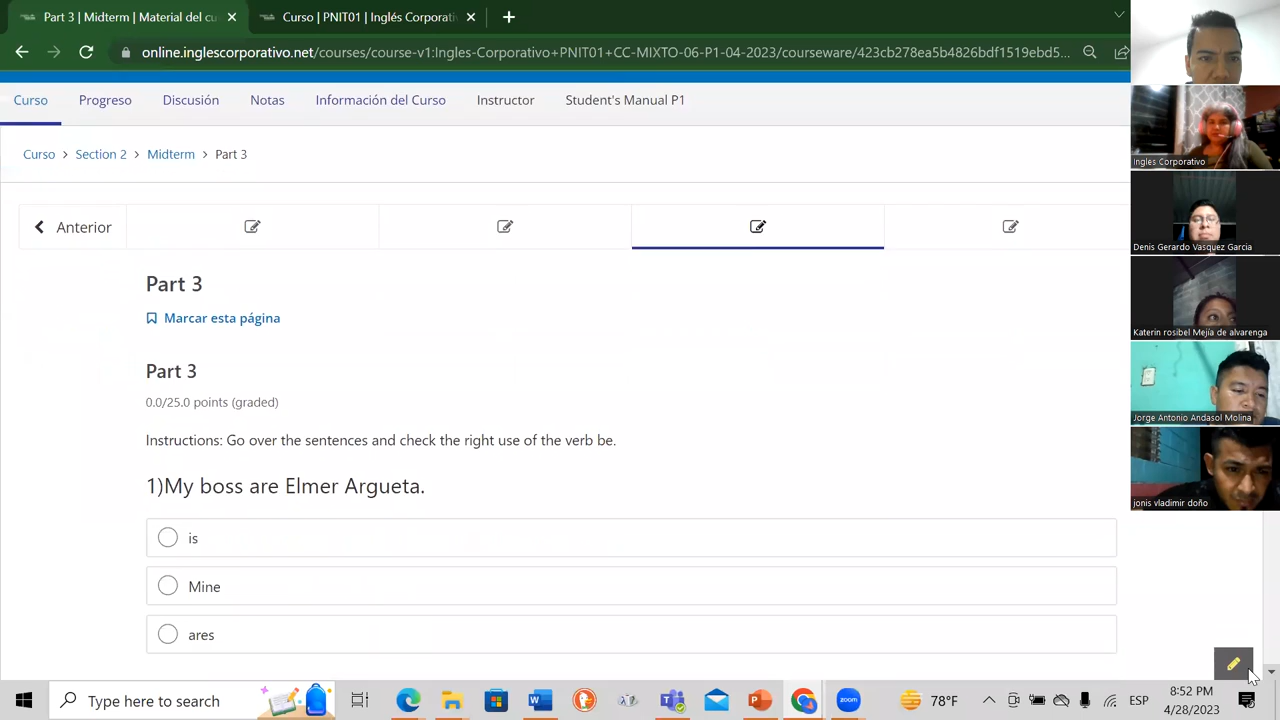 Part 3 | Midterm | Material del cu
Curso | PNIT01 | Inglés Corporativ
online.inglescorporativo.net/courses/course-v1:Ingles-Corporativo+PNIT01+CC-MIXTO-06-P1-04-2023/courseware/423cb278ea5b4826bdf1519ebd5...
Curso Progreso Discusión Notas Información del Curso Instructor Student's Manual P1
Curso > Section 2 > Midterm > Part 3
Anterior
Part 3
Marcar esta página
Part 3
0.0/25.0 points (graded)
Instructions: Go over the sentences and check the right use of the verb be.
1)My boss are Elmer Argueta.
is
Mine
ares
Ingles Corporativo
Denis Gerardo Vasquez Garcia
Katerin rosibel Mejía de alvarenga
Jorge Antonio Andasol Molina
jonis vladimir doño
Type here to search
zoom
78°F
ESP
8:52 PM
4/28/2023